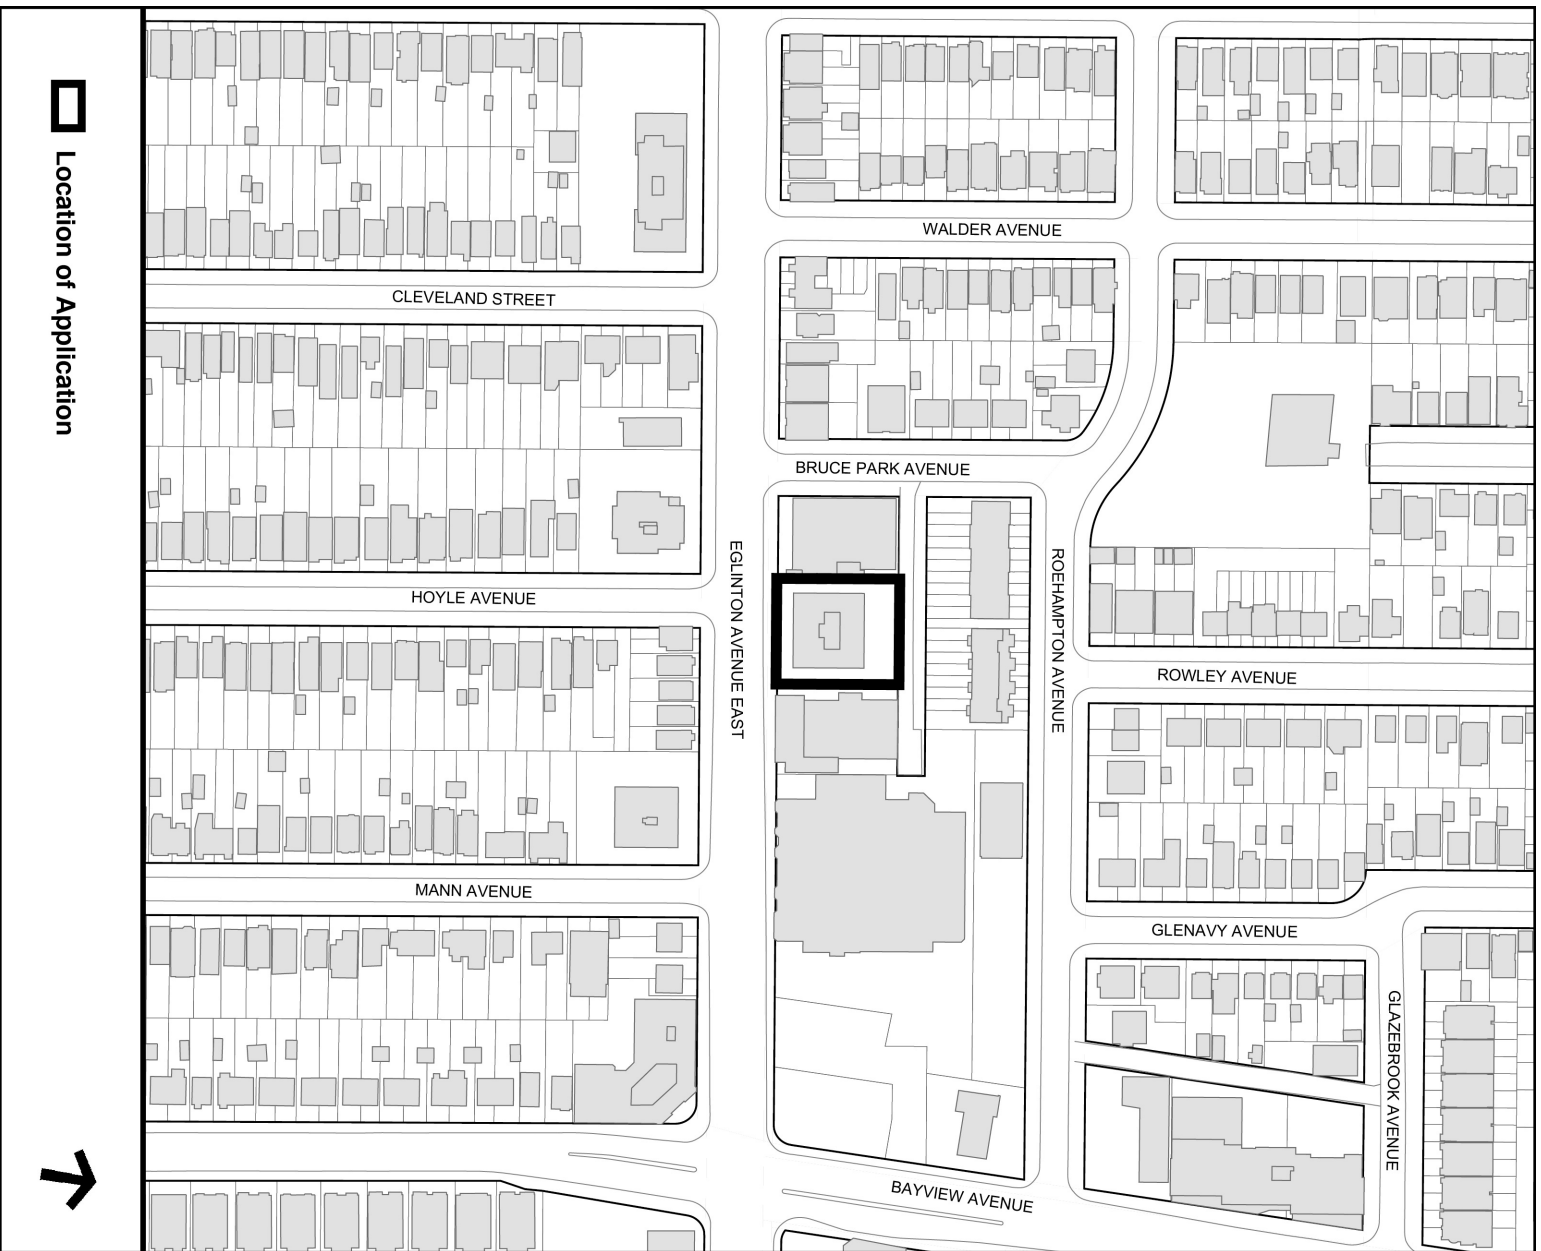 Location of Application
WALDER AVENUE
CLEVELAND STREET
BRUCE PARK AVENUE
EGLINTON AVENUE EAST
ROEHAMPTON AVENUE
HOYLE AVENUE
ROWLEY AVENUE
MANN AVENUE
GLENAVY AVENUE
GLAZEBROOK AVENUE
BAYVIEW AVENUE